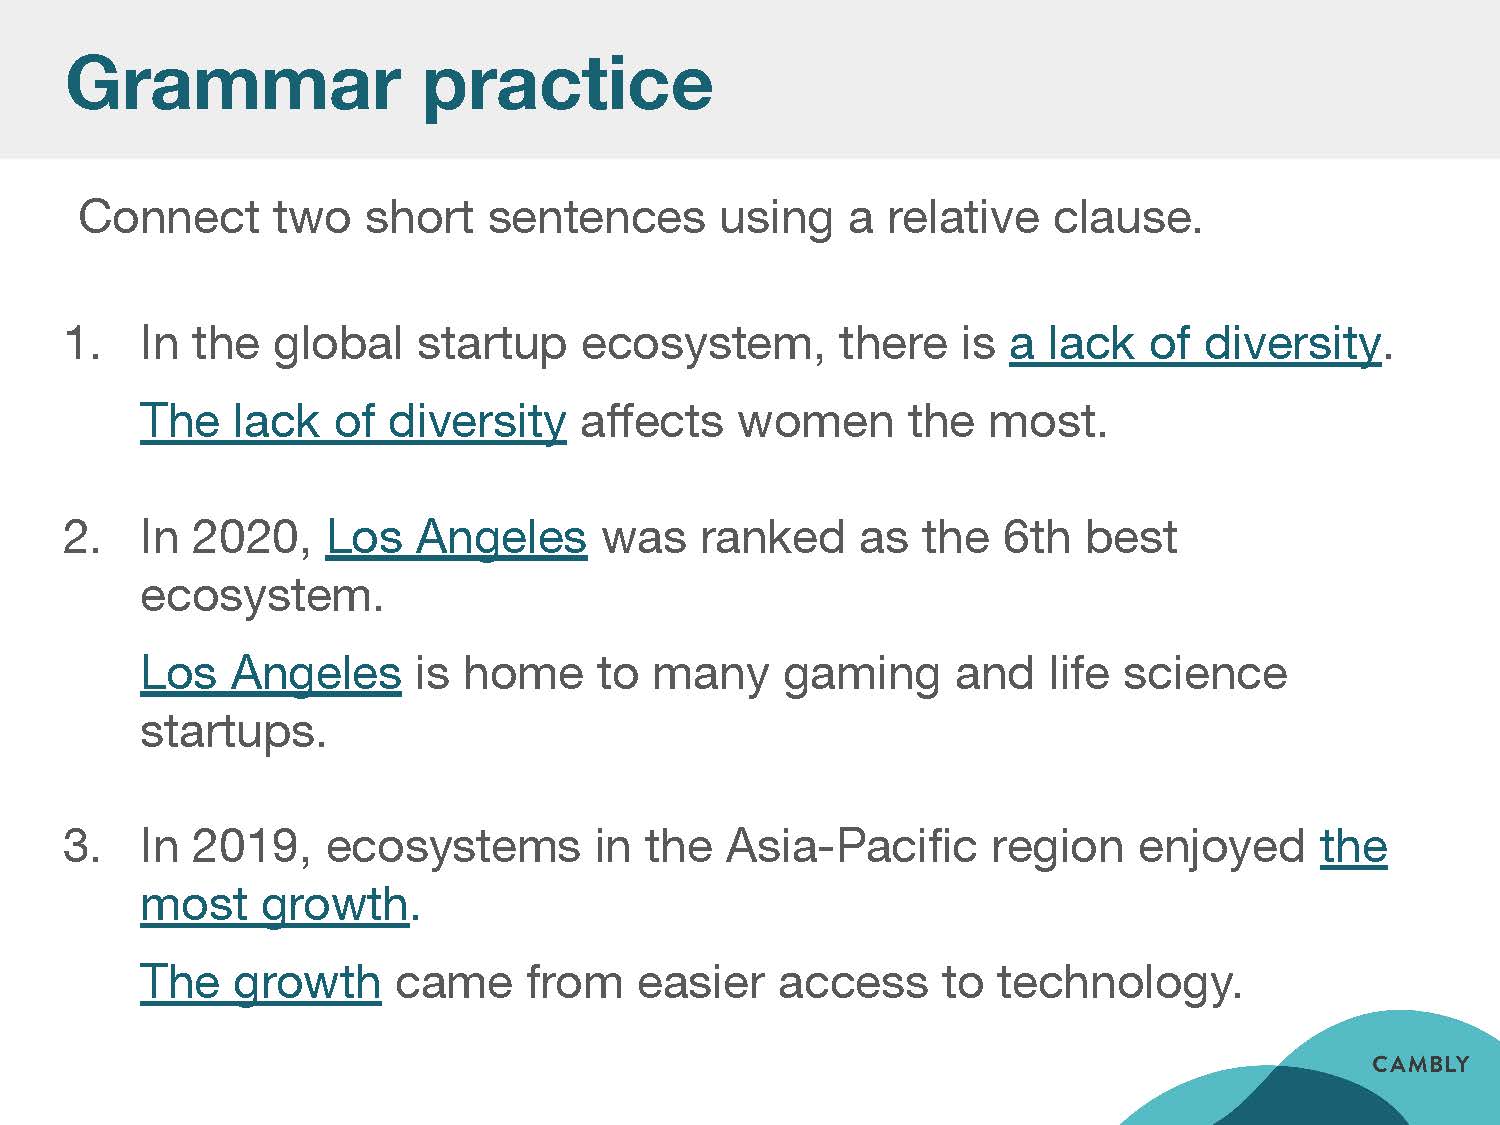 Grammar practice
Connect two short sentences using a relative clause.
1. In the global startup ecosystem, there is a lack of diversity.
The lack of diversity affects women the most.
2. In 2020, Los Angeles was ranked as the 6th best
ecosystem.
Los Angeles is home to many gaming and life science
startups.
3. In 2019, ecosystems in the Asia-Pacific region enjoyed the
most growth.
The growth came from easier access to technology.
CAMBLY